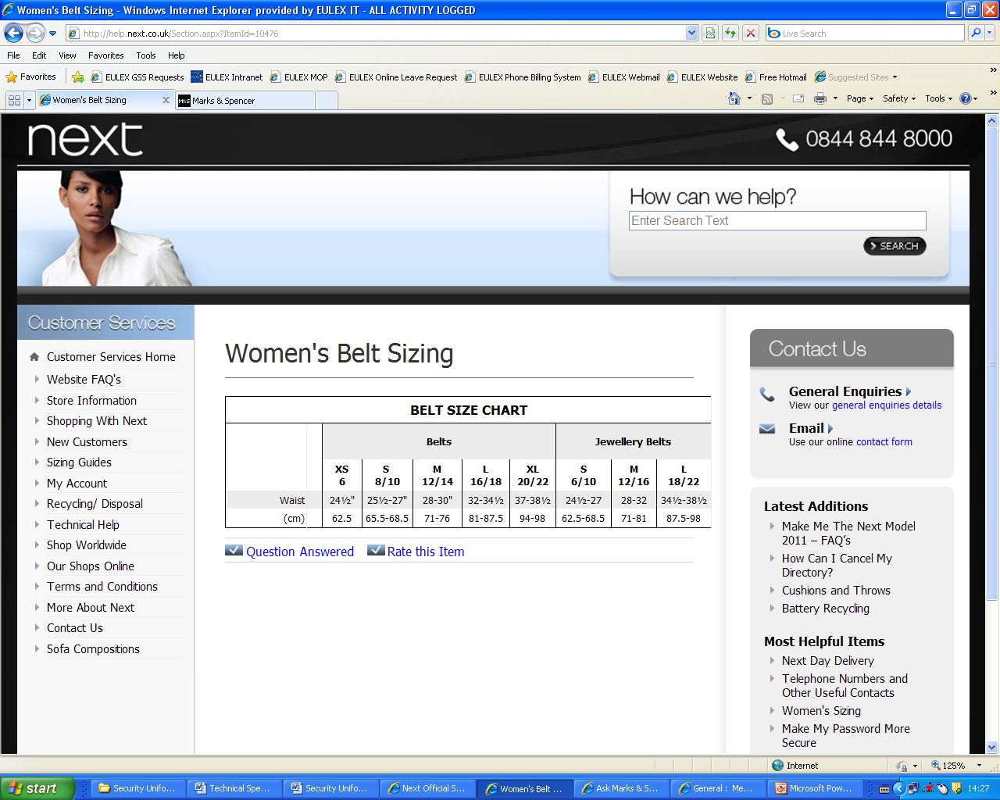 Women's Belt Sizing - Windows Internet Explorer provided by EULEX IT - ALL ACTIVITY LOGGED
http://help.next.co.uk/Section.aspx?ItemId=10476
Live Search
File Edit View Favorites Tools Help
Favorites EULEX GSS Requests EULEX Intranet EULEX MOP EULEX Online Leave Request EULEX Phone Billing System EULEX Webmail EULEX Website Free Hotmail Suggested Sites
Women's Belt Sizing M&S Marks & Spencer Page Safety Tools
next
0844 844 8000
How can we help?
Enter Search Text
SEARCH
Customer Services
Customer Services Home
Website FAQ's
Store Information
Shopping With Next
New Customers
Sizing Guides
My Account
Recycling/ Disposal
Technical Help
Shop Worldwide
Our Shops Online
Terms and Conditions
More About Next
Contact Us
Sofa Compositions
Women's Belt Sizing
BELT SIZE CHART
Belts Jewellery Belts
XS S M L XL S M L
6 8/10 12/14 16/18 20/22 6/10 12/16 18/22
Waist 24½" 25½-27" 28-30" 32-34½ 37-38½ 24½-27 28-32 34½-38½
(cm) 62.5 65.5-68.5 71-76 81-87.5 94-98 62.5-68.5 71-81 87.5-98
Question Answered Rate this Item
Contact Us
General Enquiries
View our general enquiries details
Email
Use our online contact form
Latest Additions
Make Me The Next Model
2011 – FAQ's
How Can I Cancel My
Directory?
Cushions and Throws
Battery Recycling
Most Helpful Items
Next Day Delivery
Telephone Numbers and
Other Useful Contacts
Women's Sizing
Make My Password More
Secure
Internet 125%
start Security Unifo... Technical Spe... Security Unifo... Next Official S... Women's Belt ... Ask Marks & S... General : Me... Microsoft Pow... 14:27